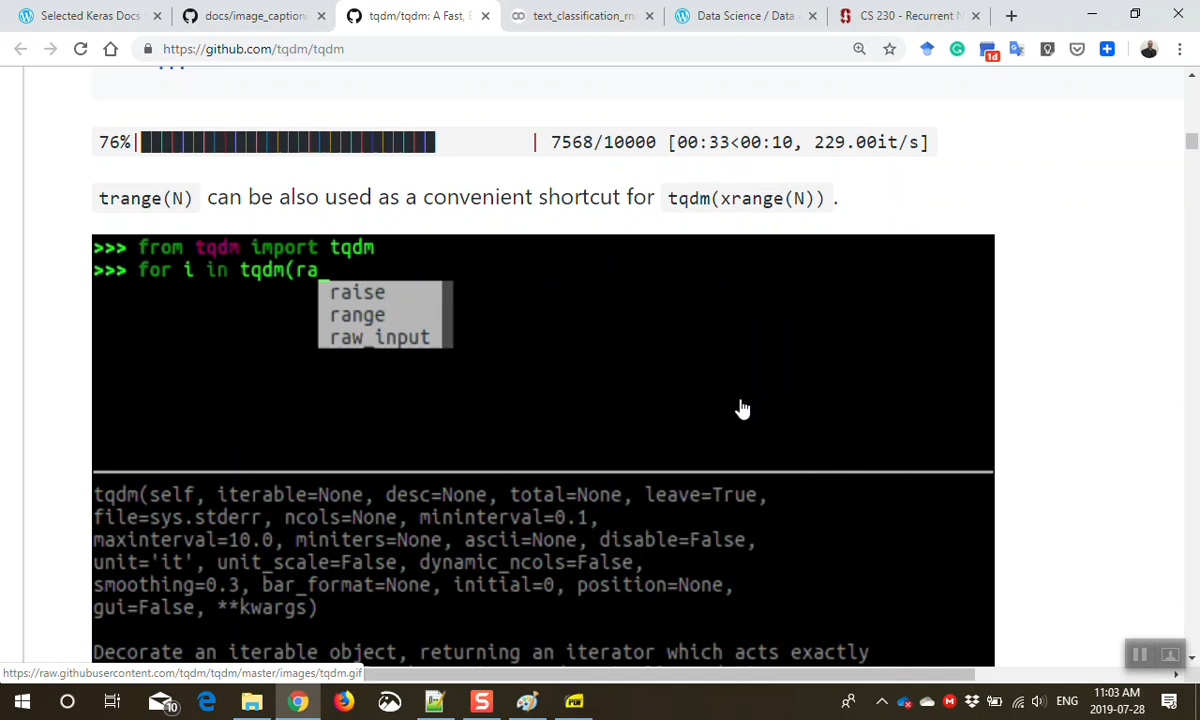 Selected Keras Docs
docs/image_caption
tqdm/tqdm: A Fast, E
text_classification_rn
Data Science / Data
CS 230 - Recurrent N
https://github.com/tqdm/tqdm
1d
...
76%| | 7568/10000 [00:33<00:10, 229.00it/s]
trange(N) can be also used as a convenient shortcut for tqdm(xrange(N)) .
>>> from tqdm import tqdm
>>> for i in tqdm(ra_
raise
range
raw_input
tqdm(self, iterable=None, desc=None, total=None, leave=True,
file=sys.stderr, ncols=None, mininterval=0.1,
maxinterval=10.0, miniters=None, ascii=None, disable=False,
unit='it', unit_scale=False, dynamic_ncols=False,
smoothing=0.3, bar_format=None, initial=0, position=None,
gui=False, **kwargs)
Decorate an iterable object, returning an iterator which acts exactly
https://raw.githubusercontent.com/tqdm/tqdm/master/images/tqdm.gif
10
ENG
11:03 AM
2019-07-28